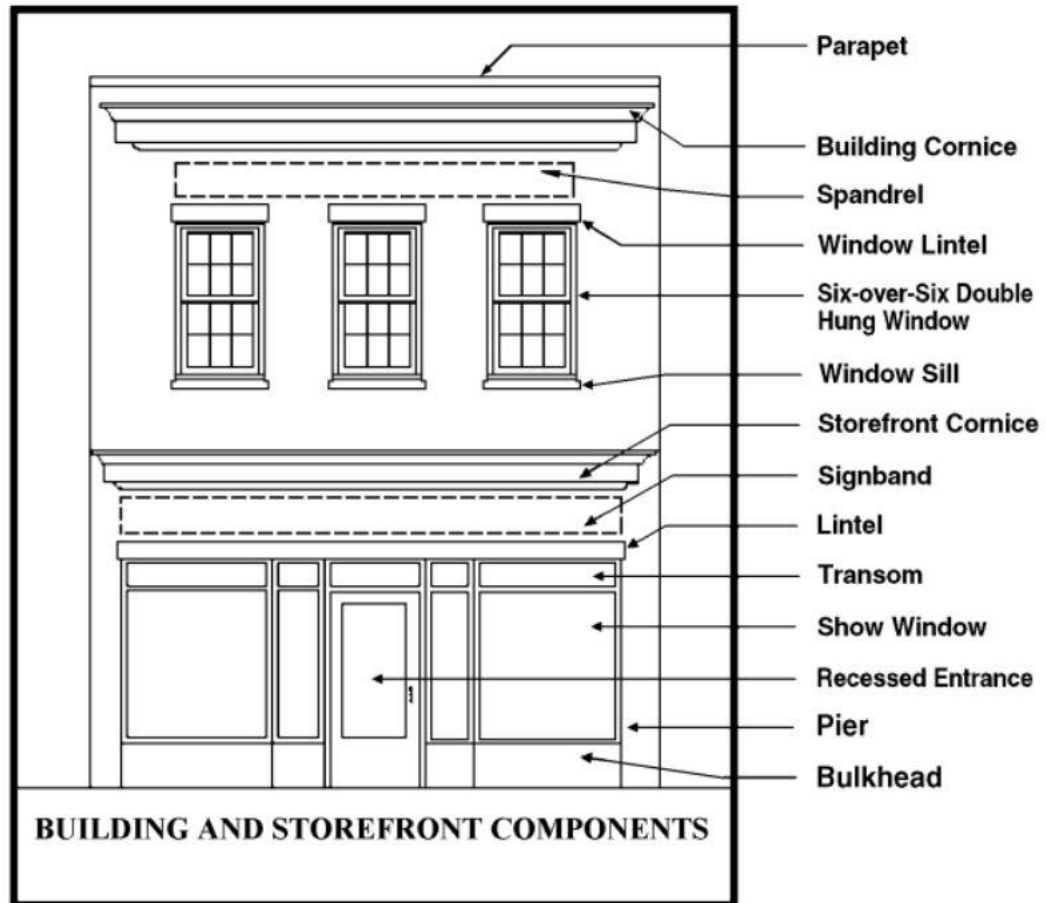 Parapet
Building Cornice
Spandrel
Window Lintel
Six-over-Six Double
Hung Window
Window Sill
Storefront Cornice
Signband
Lintel
Transom
Show Window
Recessed Entrance
Pier
Bulkhead
BUILDING AND STOREFRONT COMPONENTS